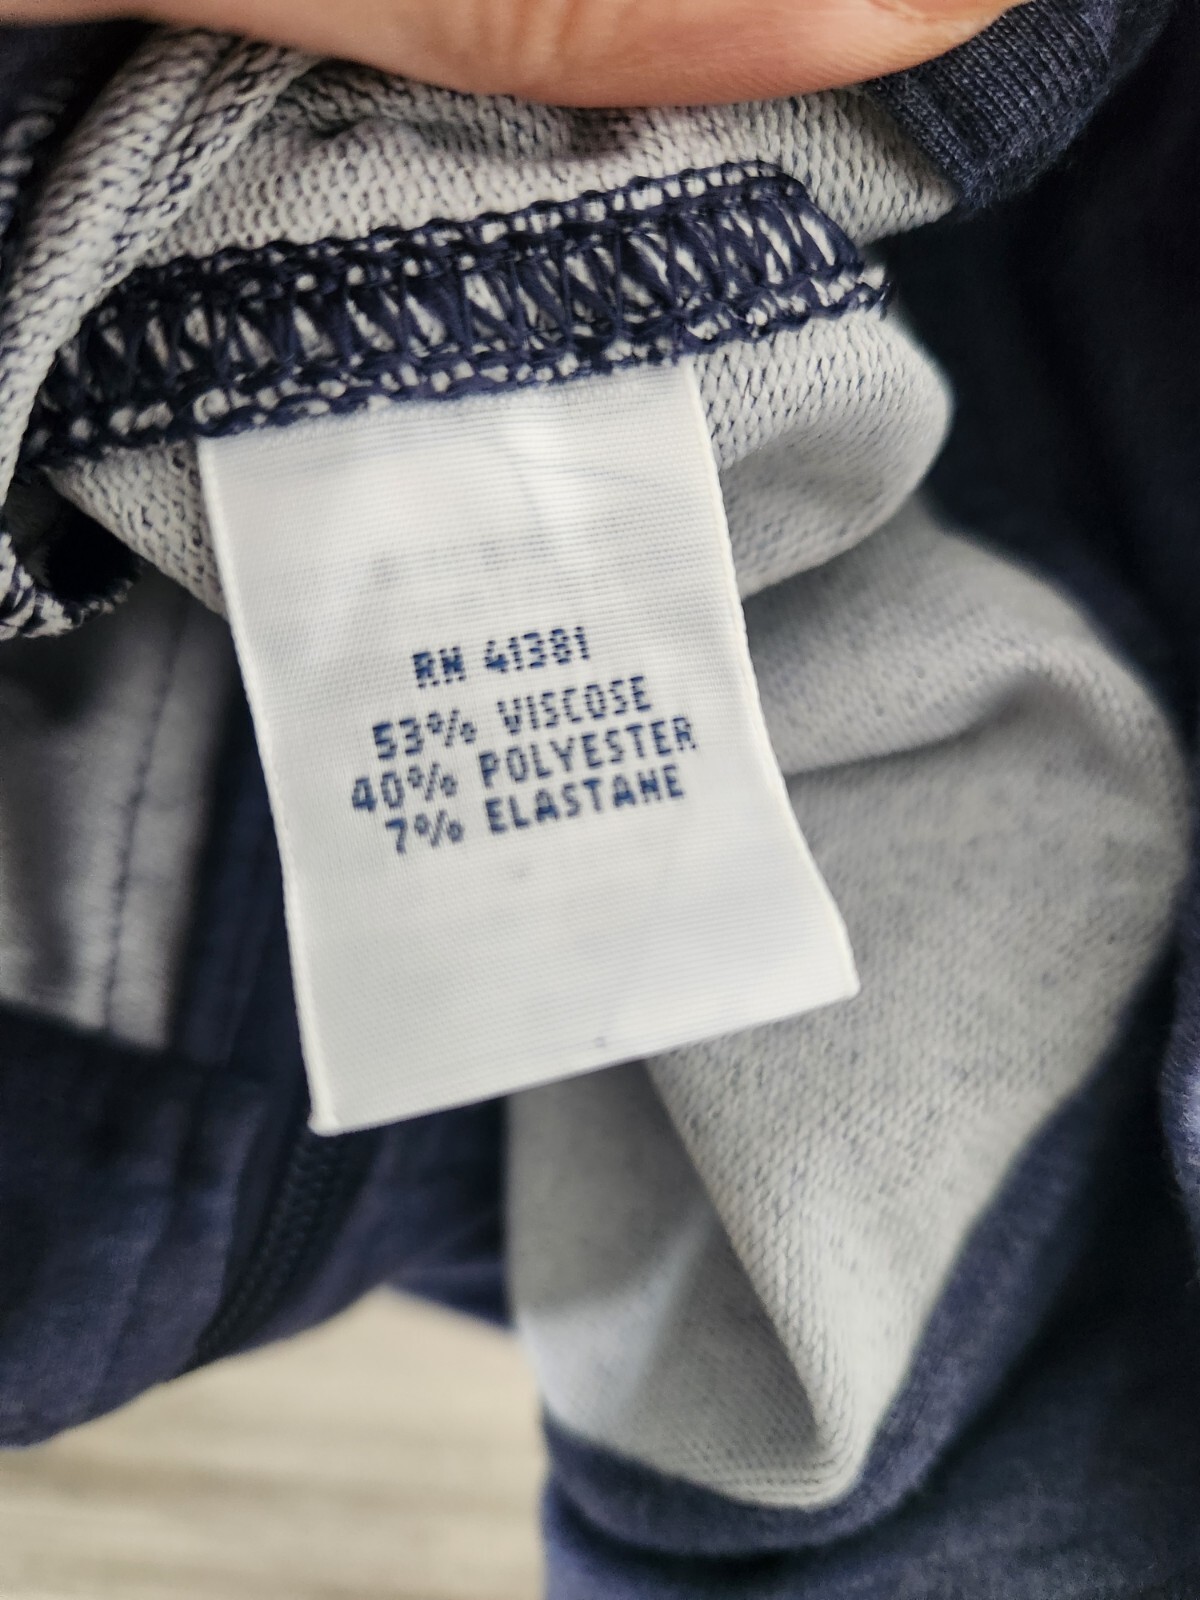 RN 41381
53% VISCOSE
40% POLYESTER
7% ELASTANE